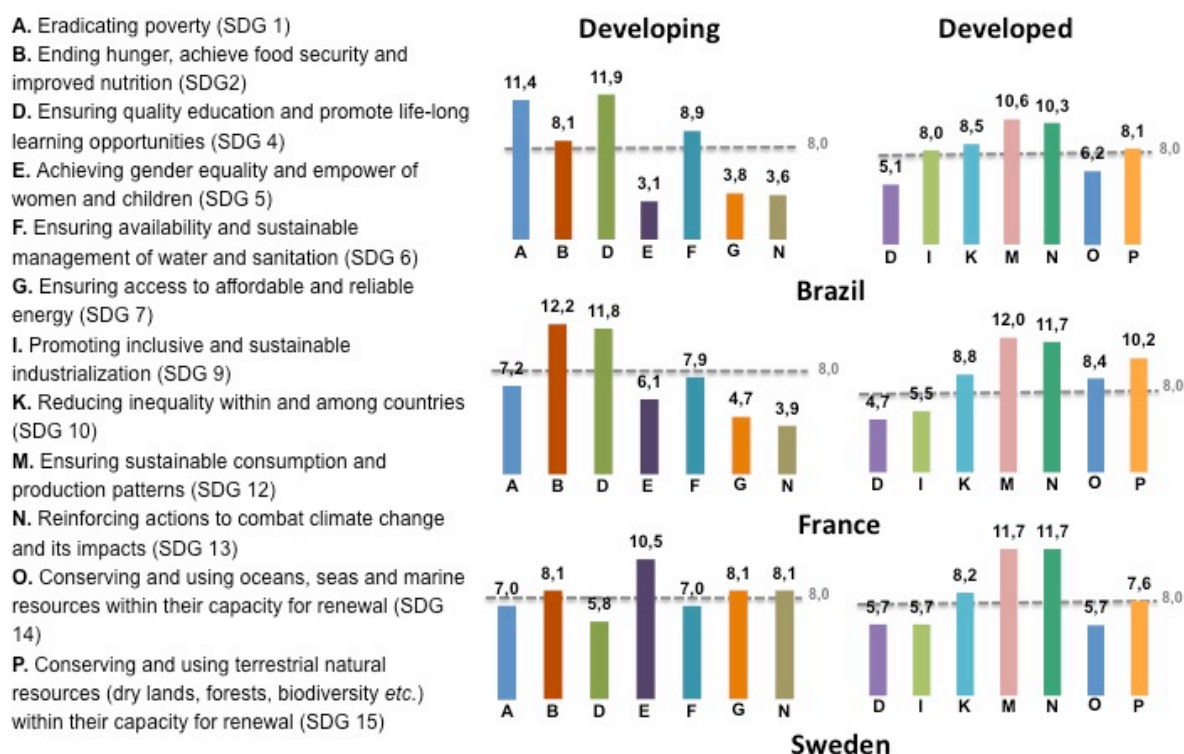 A. Eradicating poverty (SDG 1)
B. Ending hunger, achieve food security and
improved nutrition (SDG2)
D. Ensuring quality education and promote life-long
learning opportunities (SDG 4)
E. Achieving gender equality and empower of
women and children (SDG 5)
F. Ensuring availability and sustainable
management of water and sanitation (SDG 6)
G. Ensuring access to affordable and reliable
energy (SDG 7)
I. Promoting inclusive and sustainable
industrialization (SDG 9)
K. Reducing inequality within and among countries
(SDG 10)
M. Ensuring sustainable consumption and
production patterns (SDG 12)
N. Reinforcing actions to combat climate change
and its impacts (SDG 13)
O. Conserving and using oceans, seas and marine
resources within their capacity for renewal (SDG
14)
P. Conserving and using terrestrial natural
resources (dry lands, forests, biodiversity etc.)
within their capacity for renewal (SDG 15)
Developing
11,4 8,1 11,9 3,1 8,9 3,8 3,6
8,0
A B D E F G N
Developed
5,1 8,0 8,5 10,6 10,3 6,2 8,1
8,0
D I K M N O P
Brazil
7,2 12,2 11,8 6,1 7,9 4,7 3,9
8,0
A B D E F G N
4,7 5,5 8,8 12,0 11,7 8,4 10,2
8,0
D I K M N O P
France
7,0 8,1 5,8 10,5 7,0 8,1 8,1
8,0
A B D E F G N
5,7 5,7 8,2 11,7 11,7 5,7 7,6
8,0
D I K M N O P
Sweden